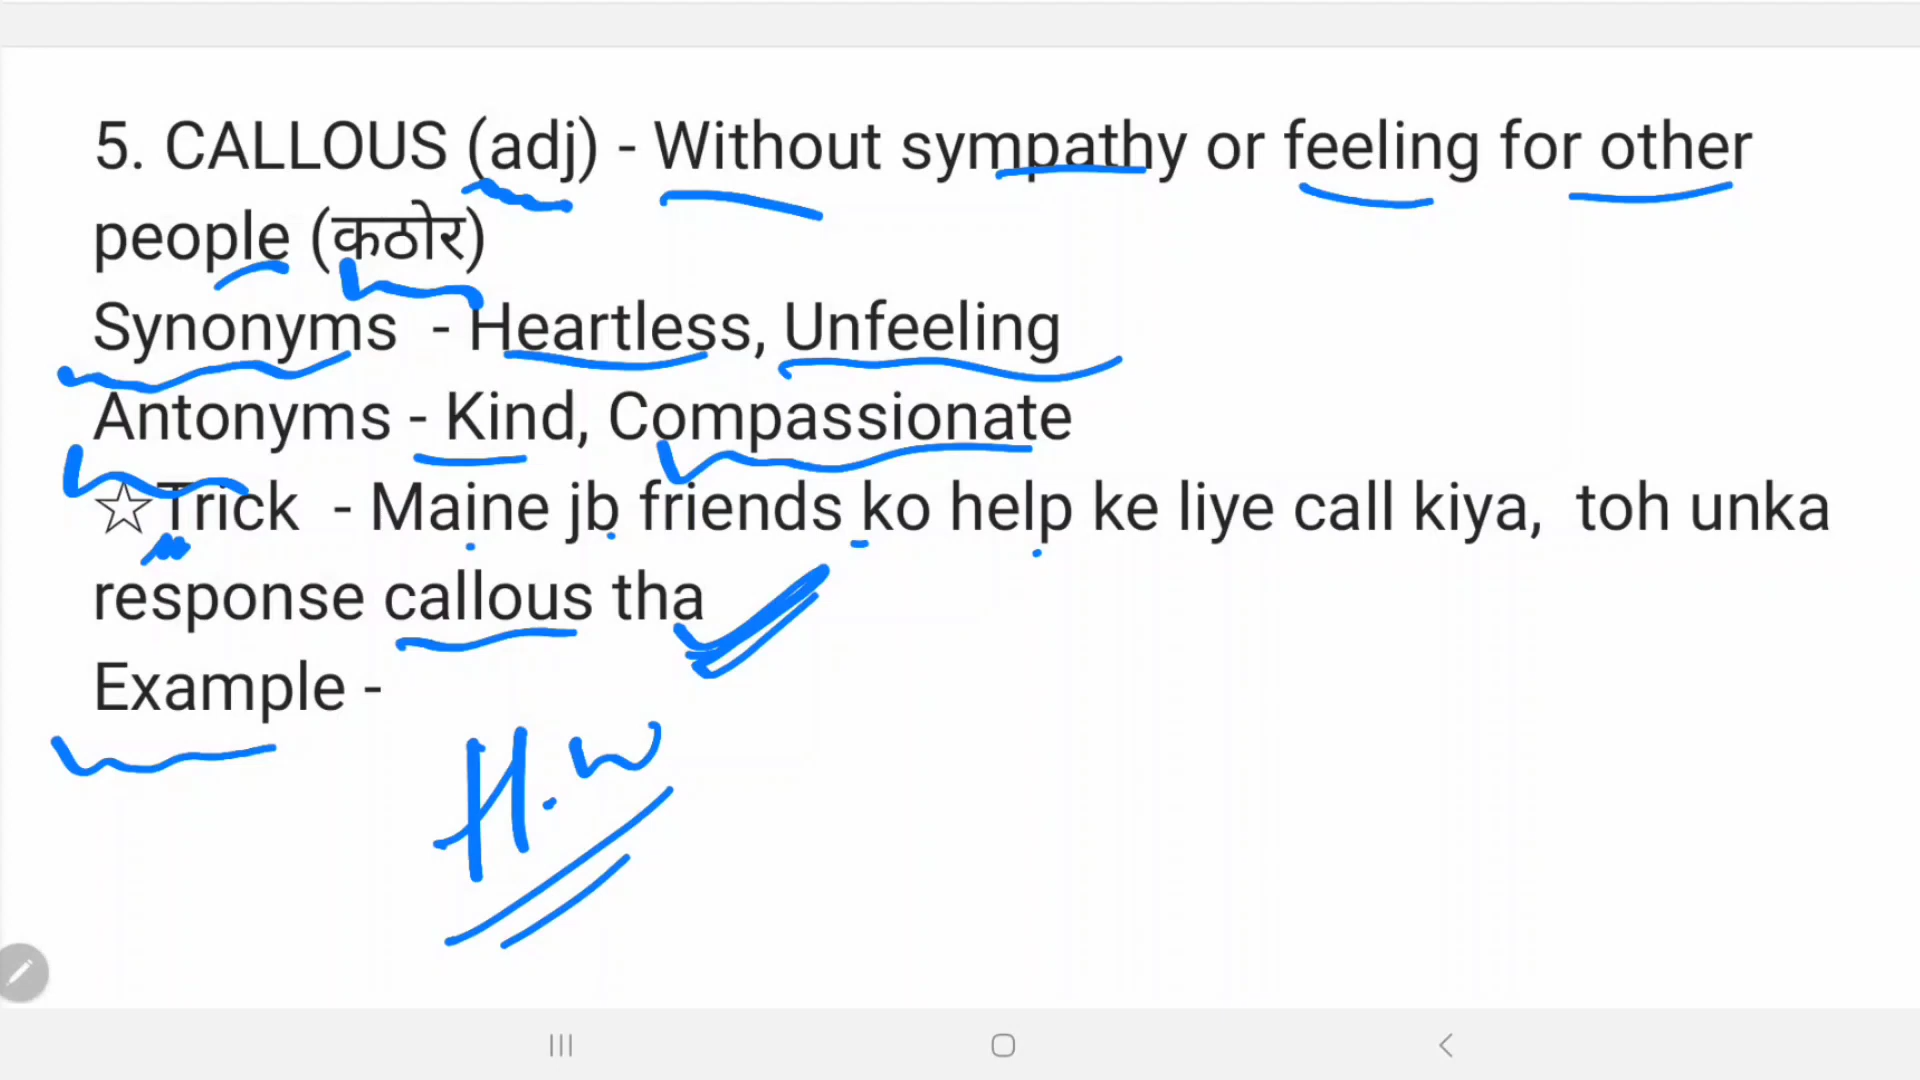 5. CALLOUS (adj) - Without sympathy or feeling for other
people (कठोर)
Synonyms - Heartless, Unfeeling
Antonyms - Kind, Compassionate
☆Trick - Maine jb friends ko help ke liye call kiya, toh unka
response callous tha
Example -
H.W